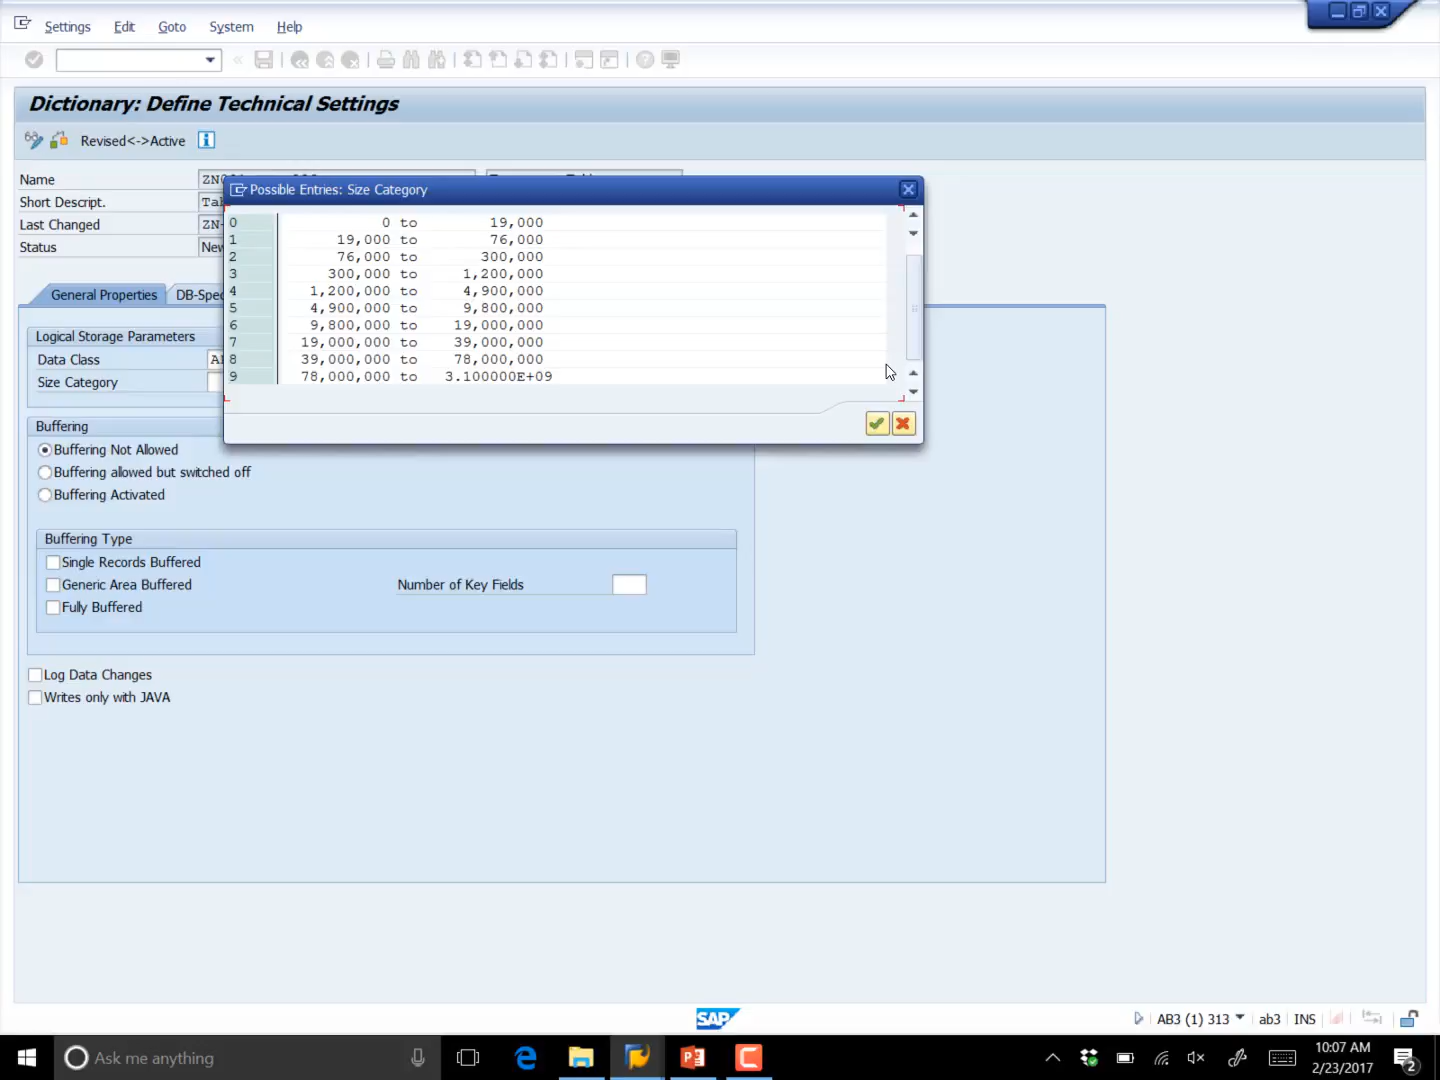 Settings Edit Goto System Help
Dictionary: Define Technical Settings
Revised<->Active
Name
Short Descript.
Last Changed ZN-
Status New
Possible Entries: Size Category
0 0 to 19,000
1 19,000 to 76,000
2 76,000 to 300,000
3 300,000 to 1,200,000
4 1,200,000 to 4,900,000
5 4,900,000 to 9,800,000
6 9,800,000 to 19,000,000
7 19,000,000 to 39,000,000
8 39,000,000 to 78,000,000
9 78,000,000 to 3.100000E+09
General Properties DB-Spec
Logical Storage Parameters
Data Class
Size Category
Buffering
Buffering Not Allowed
Buffering allowed but switched off
Buffering Activated
Buffering Type
Single Records Buffered
Generic Area Buffered Number of Key Fields
Fully Buffered
Log Data Changes
Writes only with JAVA
SAP
AB3 (1) 313 ab3 INS
Ask me anything
10:07 AM
2/23/2017
2